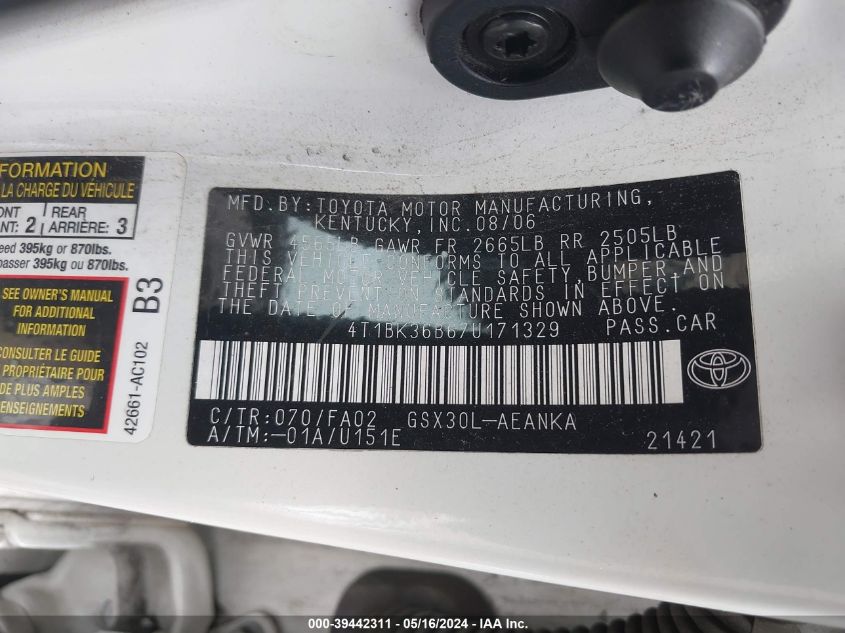 FORMATION
LA CHARGE DU VÉHICULE
ONT
NT: 2
REAR
ARRIÈRE: 3
eed 395kg or 870lbs.
passer 395kg ou 870lbs.
SEE OWNER'S MANUAL
FOR ADDITIONAL
INFORMATION
CONSULTER LE GUIDE
PROPRIÉTAIRE POUR
DE PLUS AMPLES
ENSEIGNEMENTS
B3
42661-AC102
MFD.BY:TOYOTA MOTOR MANUFACTURING,
KENTUCKY,INC.08/06
GVWR 4565LB GAWR FR 2665LB RR 2505LB
THIS VEHICLE CONFORMS TO ALL APPLICABLE
FEDERAL MOTOR VEHICLE SAFETY,BUMPER,AND
THEFT PREVENTION STANDARDS IN EFFECT ON
THE DATE OF MANUFACTURE SHOWN ABOVE.
4T1BK36B67U171329 PASS.CAR
C/TR:070/FA02 GSX30L-AEANKA
A/TM:-01A/U151E 21421
TOYOTA
000-39442311 - 05/16/2024 - IAA Inc.